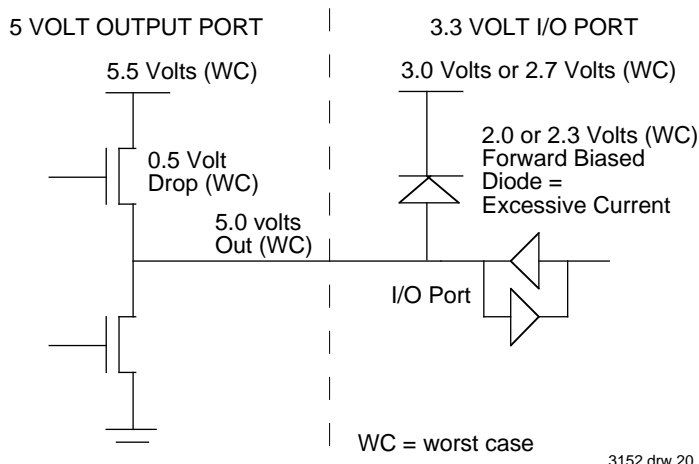 5 VOLT OUTPUT PORT
3.3 VOLT I/O PORT
5.5 Volts (WC)
3.0 Volts or 2.7 Volts (WC)
0.5 Volt
Drop (WC)
2.0 or 2.3 Volts (WC)
Forward Biased
Diode =
Excessive Current
5.0 volts
Out (WC)
I/O Port
WC = worst case
3152 drw 20